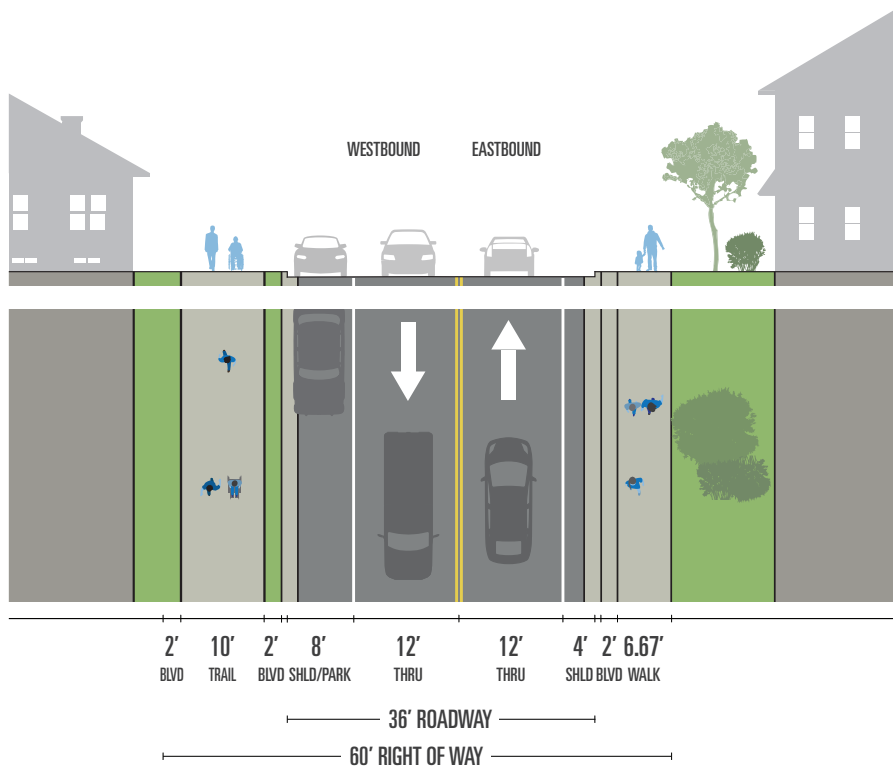 WESTBOUND EASTBOUND
2' 10' 2' 8' 12' 12' 4' 2' 6.67'
BLVD TRAIL BLVD SHLD/PARK THRU THRU SHLD BLVD WALK
36' ROADWAY
60' RIGHT OF WAY